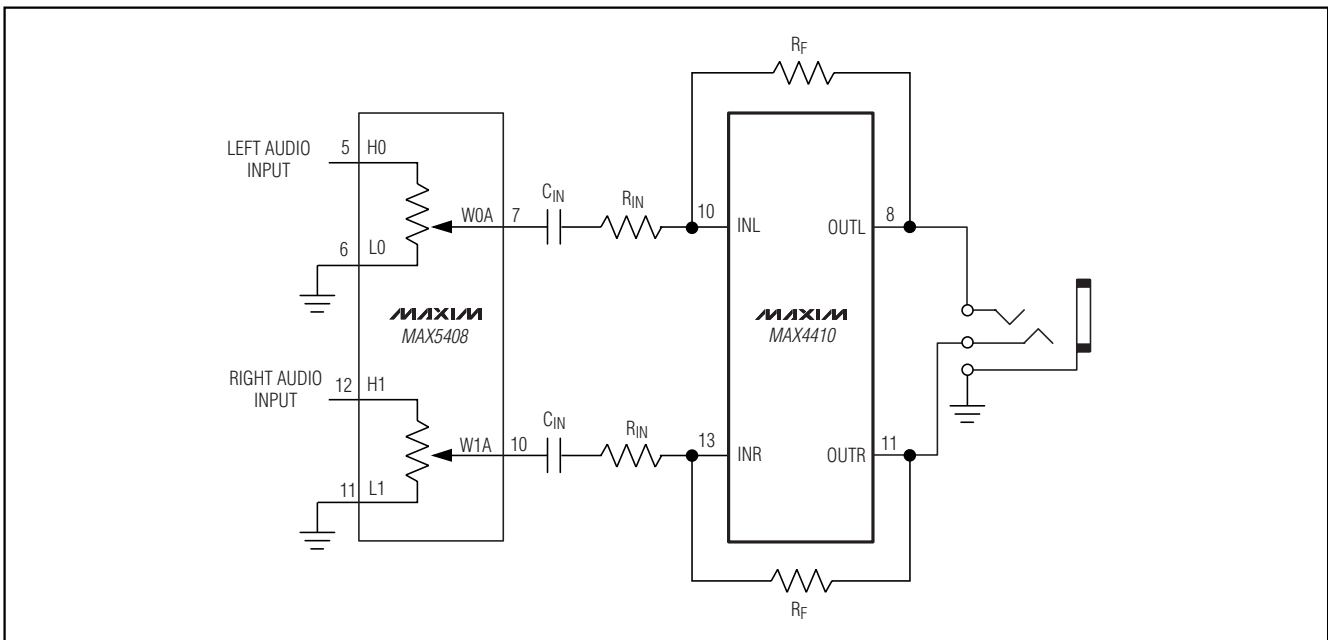 RF
LEFT AUDIO
INPUT
5
H0
W0A
7
CIN
RIN
10
INL
OUTL
8
6
L0
MAXIM
MAX5408
MAXIM
MAX4410
RIGHT AUDIO
INPUT
12
H1
W1A
10
CIN
RIN
13
INR
OUTR
11
11
L1
RF